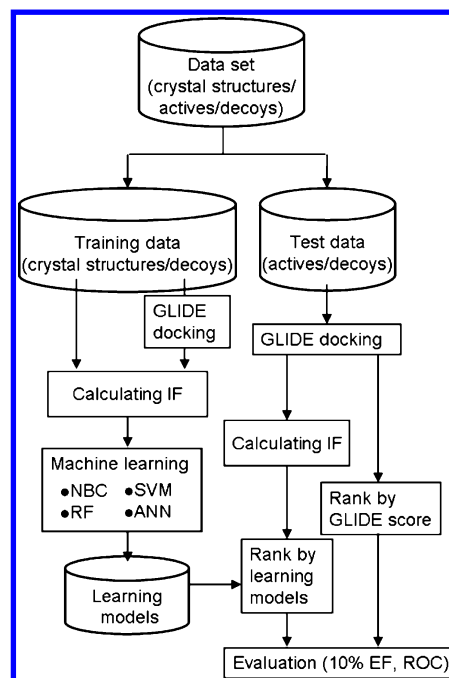 Data set
(crystal structures/
actives/decoys)
Training data
(crystal structures/decoys)
Test data
(actives/decoys)
GLIDE
docking
GLIDE docking
Calculating IF
Calculating IF
Machine learning
●NBC ●SVM
●RF ●ANN
Rank by
GLIDE score
Rank by
learning
models
Learning
models
Evaluation (10% EF, ROC)